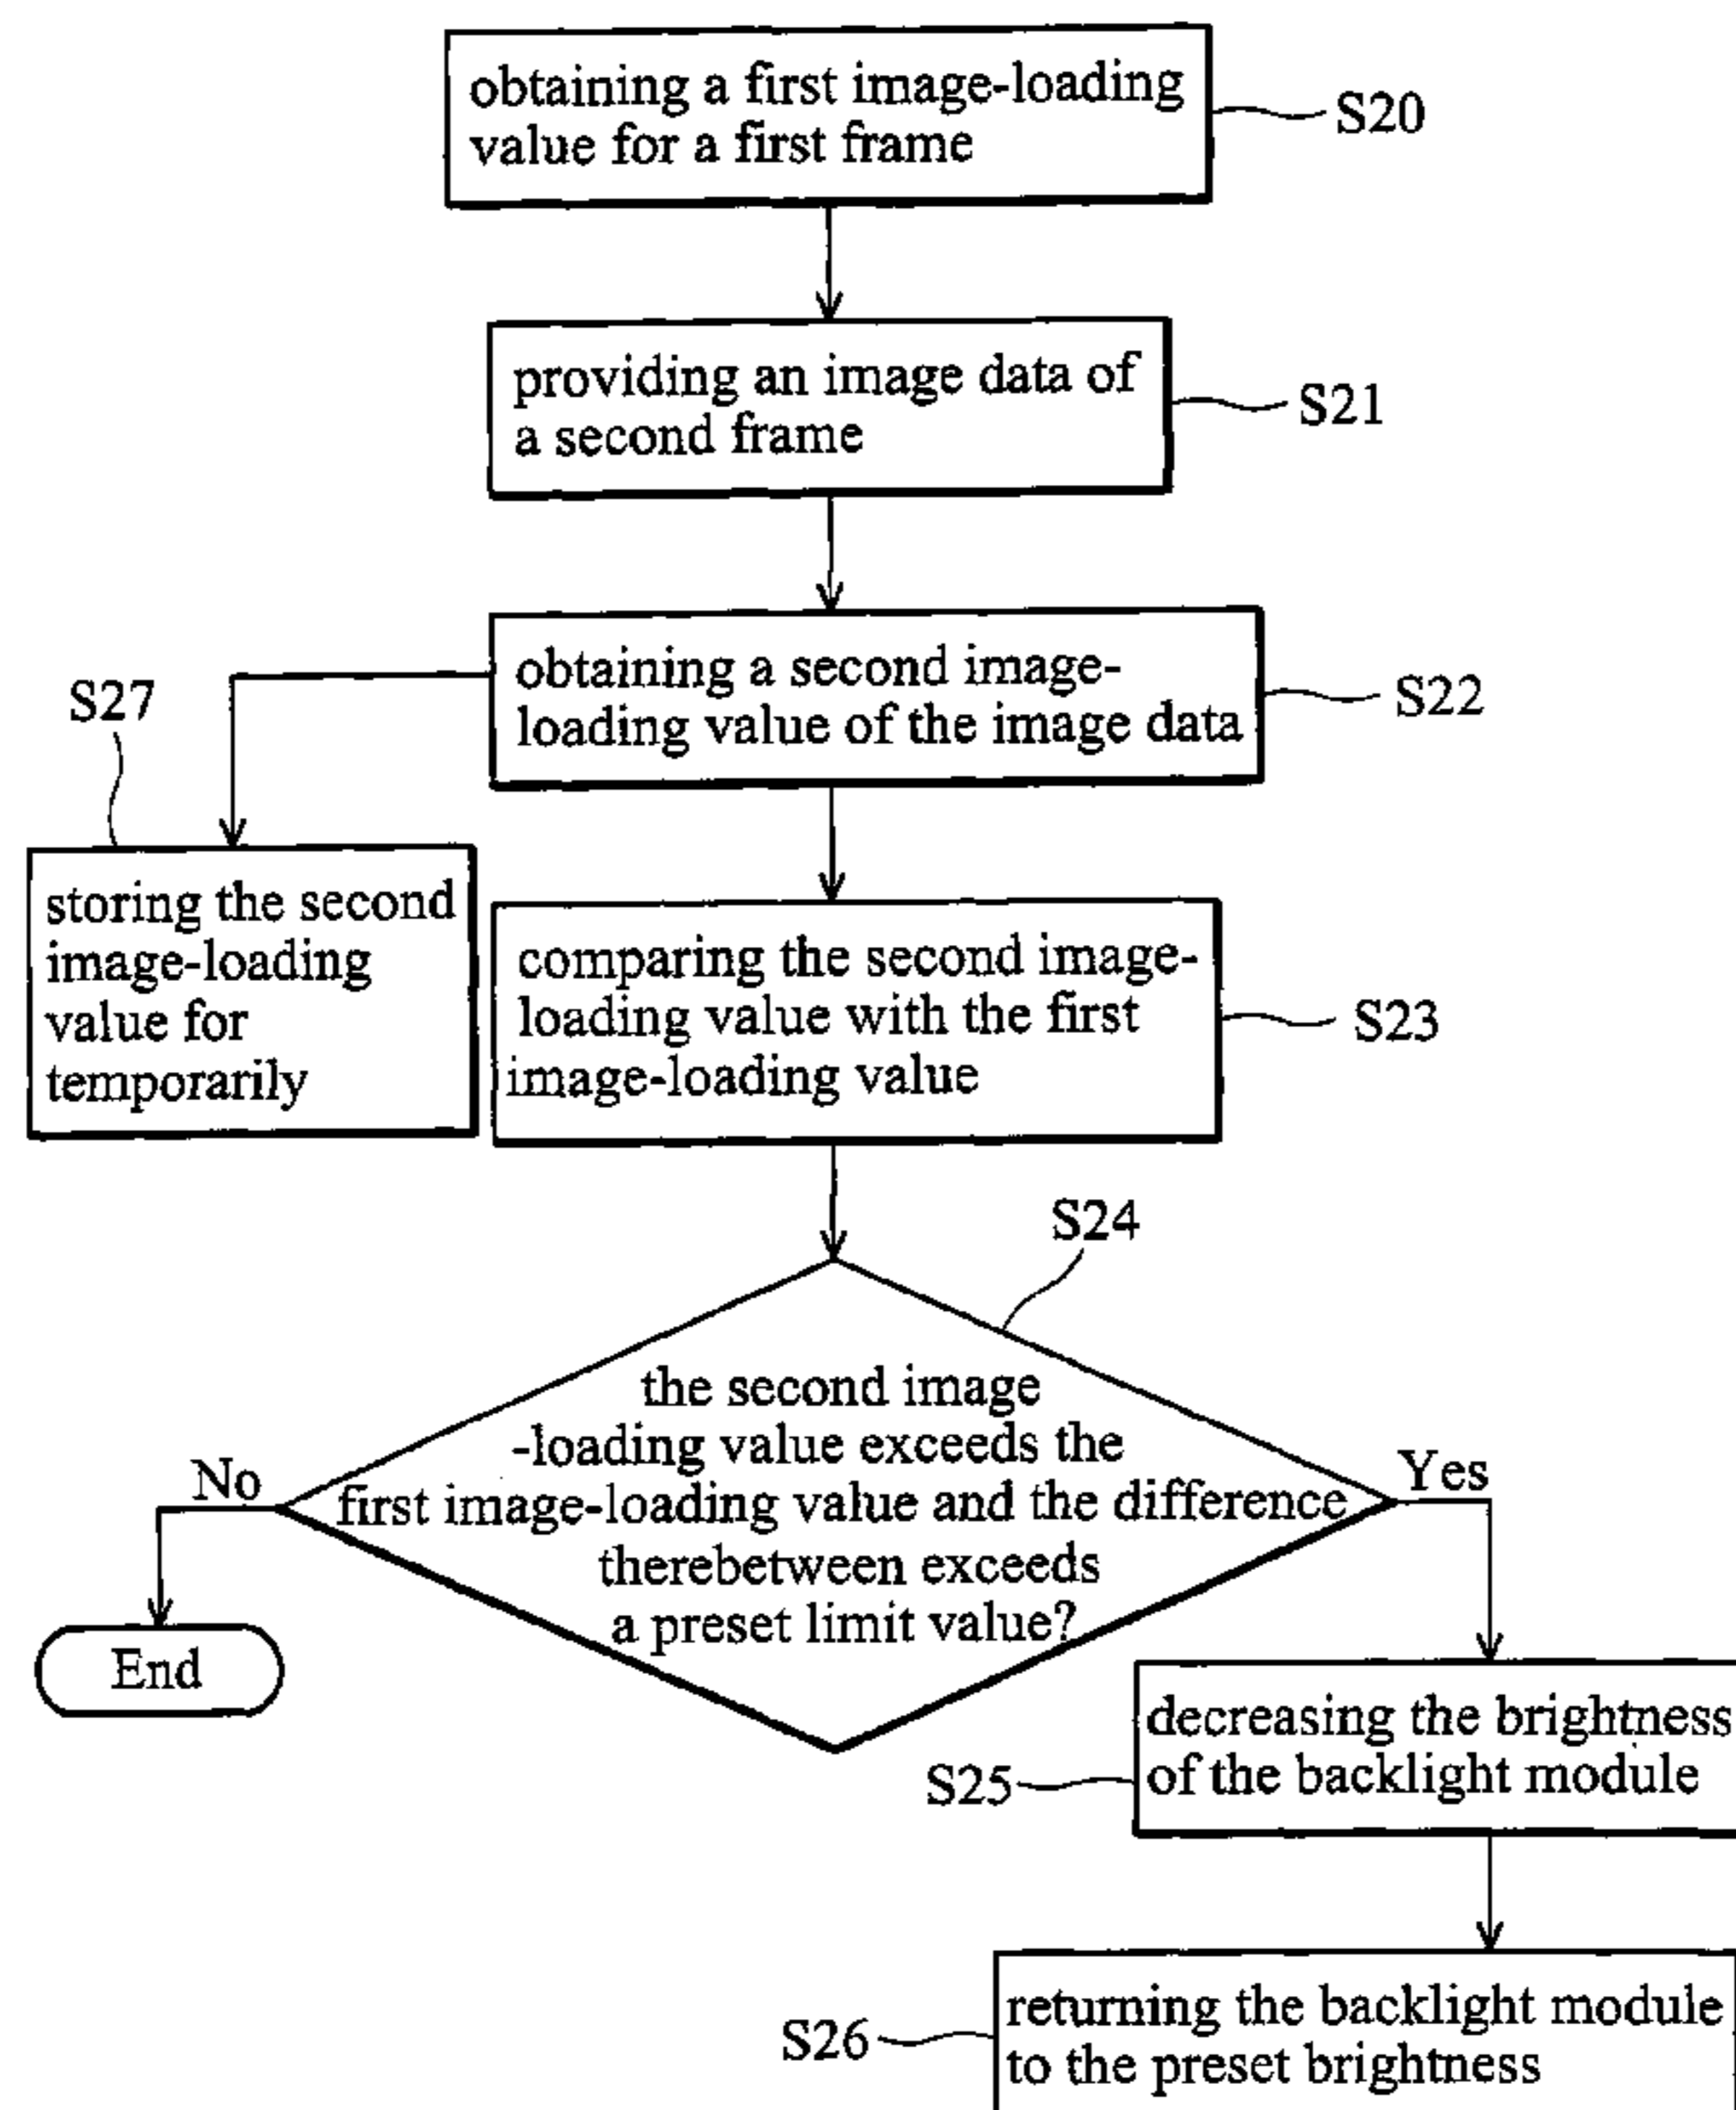 obtaining a first image-loading
value for a first frame
S20
providing an image data of
a second frame
S21
obtaining a second image-
loading value of the image data
S22
S27
storing the second
image-loading
value for
temporarily
comparing the second image-
loading value with the first
image-loading value
S23
S24
the second image
-loading value exceeds the
first image-loading value and the difference
therebetween exceeds
a preset limit value?
No
Yes
End
decreasing the brightness
of the backlight module
S25
returning the backlight module
to the preset brightness
S26